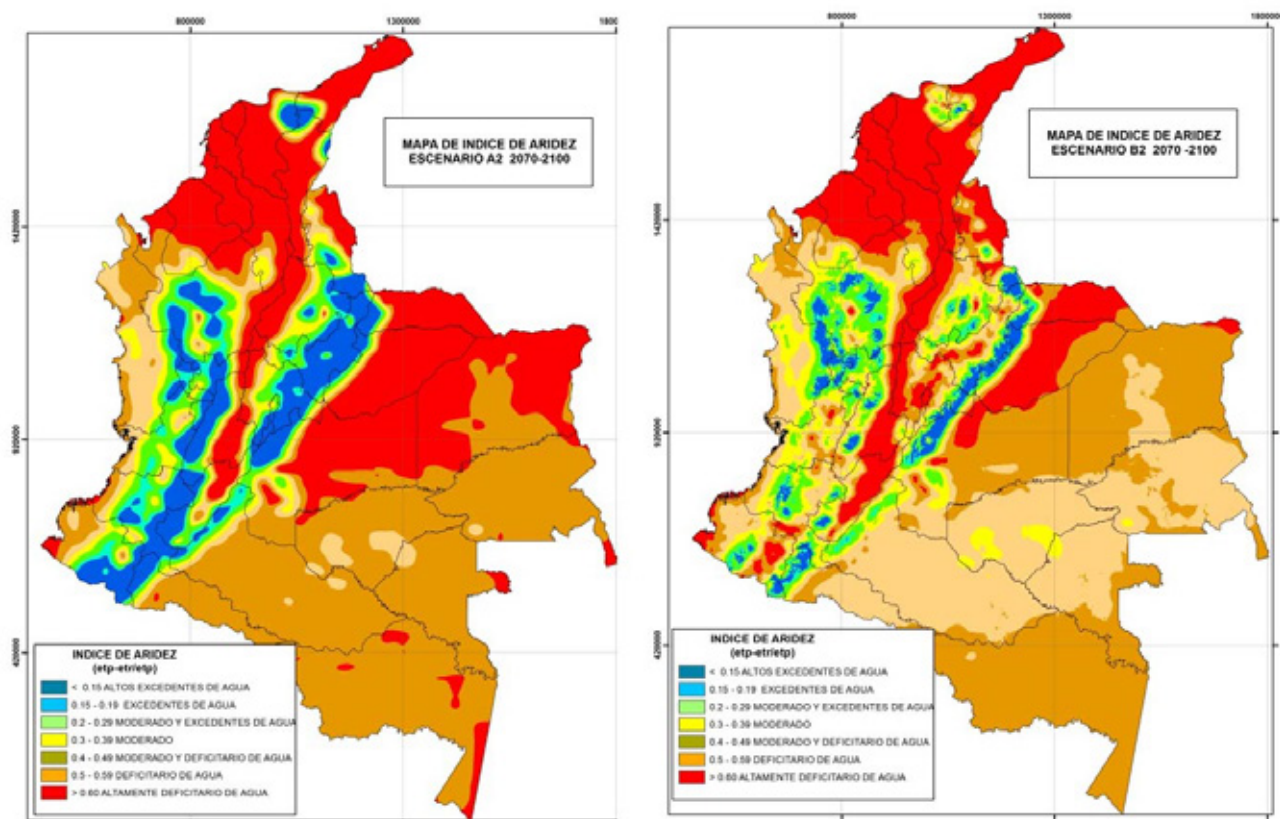 800000
1300000
1800
MAPA DE INDICE DE ARIDEZ
ESCENARIO A2 2070-2100
1420000
920000
420000
INDICE DE ARIDEZ
(etp-etr/etp)
< 0.15 ALTOS EXCEDENTES DE AGUA
0.15 - 0.19 EXCEDENTES DE AGUA
0.2 - 0.29 MODERADO Y EXCEDENTES DE AGUA
0.3 - 0.39 MODERADO
0.4 - 0.49 MODERADO Y DEFICITARIO DE AGUA
0.5 - 0.59 DEFICITARIO DE AGUA
> 0.60 ALTAMENTE DEFICITARIO DE AGUA
800000
1300000
1800000
MAPA DE INDICE DE ARIDEZ
ESCENARIO B2 2070 -2100
1420000
920000
420000
INDICE DE ARIDEZ
(etp-etr/etp)
< 0.15 ALTOS EXCEDENTES DE AGUA
0.15 - 0.19 EXCEDENTES DE AGUA
0.2 - 0.29 MODERADO Y EXCEDENTES DE AGUA
0.3 - 0.39 MODERADO
0.4 - 0.49 MODERADO Y DEFICITARIO DE AGUA
0.5 - 0.59 DEFICITARIO DE AGUA
> 0.60 ALTAMENTE DEFICITARIO DE AGUA